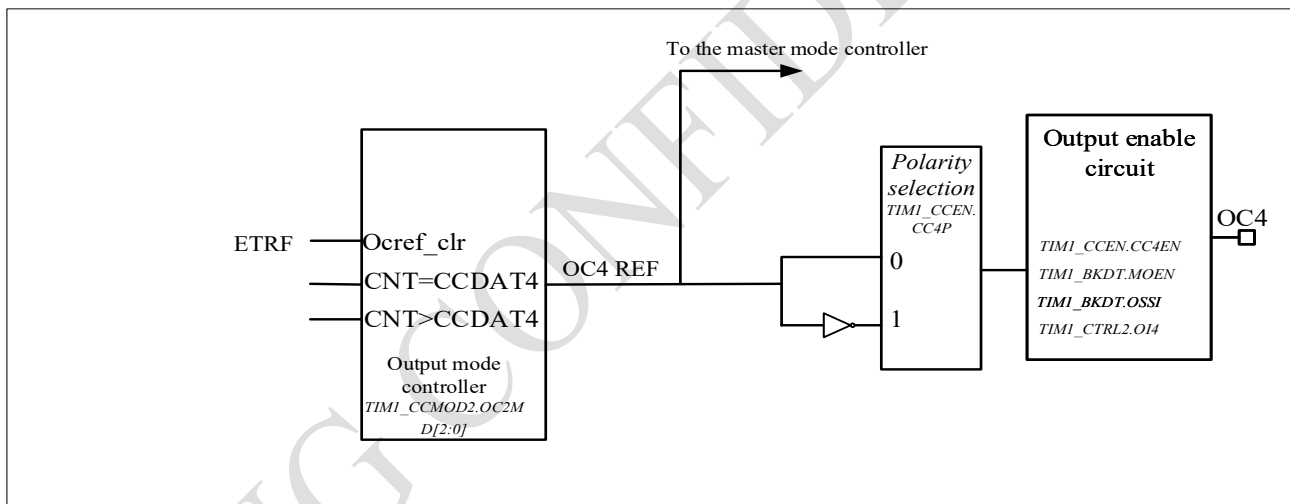 To the master mode controller
ETRF
Ocref_clr
CNT=CCDAT4
CNT>CCDAT4
Output mode
controller
TIM1_CCMOD2.OC2M
D[2:0]
OC4 REF
Polarity
selection
TIM1_CCEN.
CC4P
0
1
Output enable
circuit
TIM1_CCEN.CC4EN
TIM1_BKDT.MOEN
TIM1_BKDT.OSSI
TIM1_CTRL2.OI4
OC4